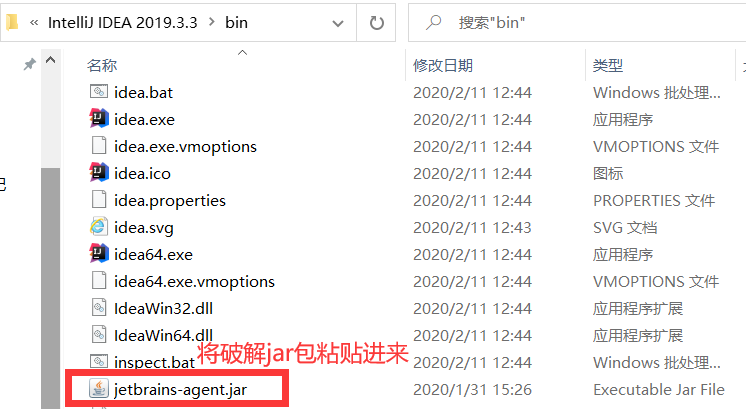 « IntelliJ IDEA 2019.3.3 > bin
搜索"bin"
名称 修改日期 类型
idea.bat 2020/2/11 12:44 Windows 批处理...
idea.exe 2020/2/11 12:44 应用程序
idea.exe.vmoptions 2020/2/11 12:44 VMOPTIONS 文件
idea.ico 2020/2/11 12:44 图标
idea.properties 2020/2/11 12:44 PROPERTIES 文件
idea.svg 2020/2/11 12:43 SVG 文档
idea64.exe 2020/2/11 12:44 应用程序
idea64.exe.vmoptions 2020/2/11 12:44 VMOPTIONS 文件
IdeaWin32.dll 2020/2/11 12:44 应用程序扩展
IdeaWin64.dll 2020/2/11 12:44 应用程序扩展
将破解jar包粘贴进来
inspect.bat 2020/2/11 12:44 Windows 批处理...
jetbrains-agent.jar 2020/1/31 15:26 Executable Jar File